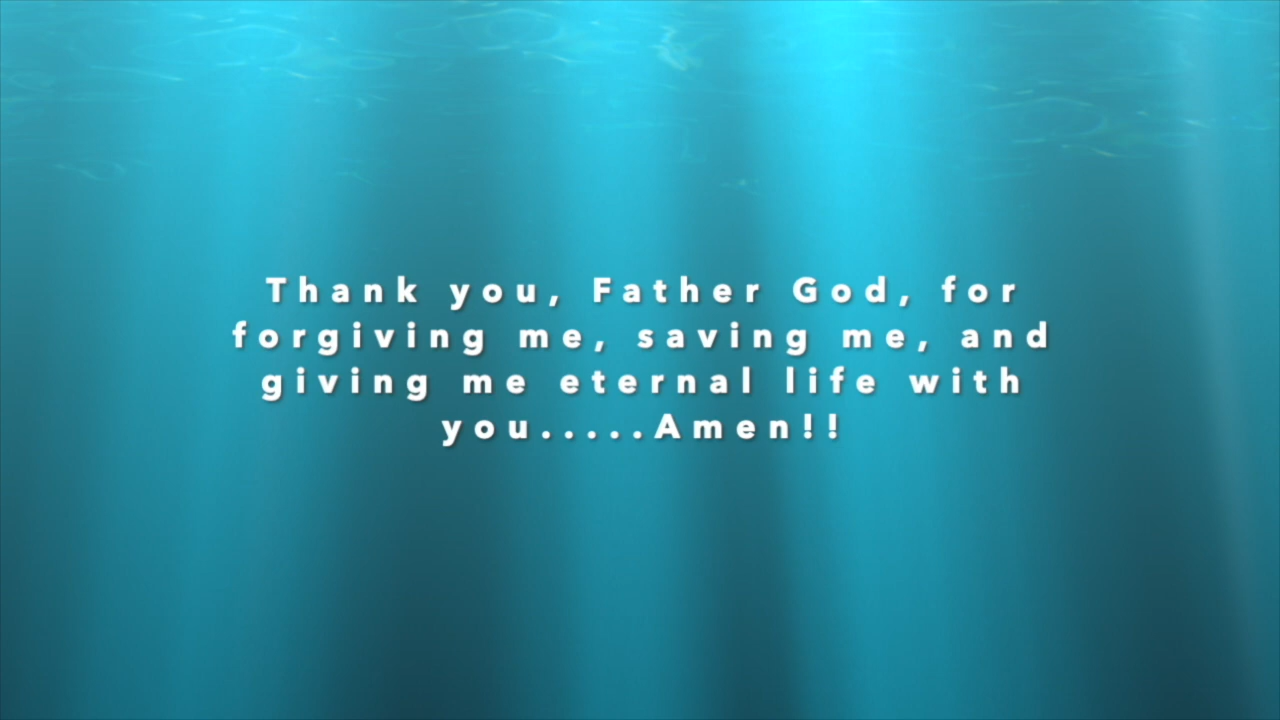 Thank you, Father God, for
forgiving me, saving me, and
giving me eternal life with
you.....Amen!!